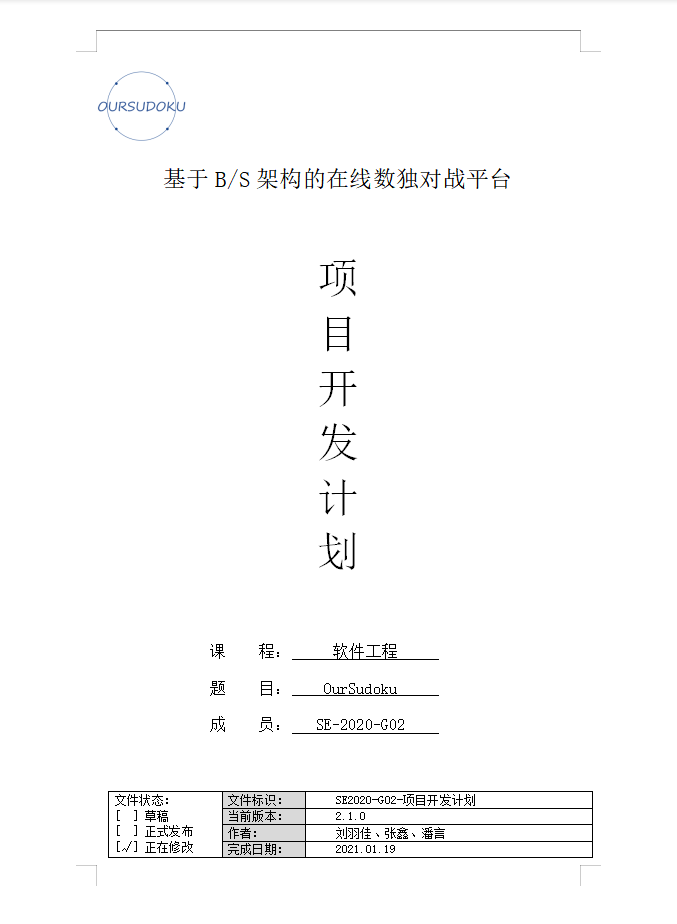 OURSUDOKU
基于 B/S 架构的在线数独对战平台
项
目
开
发
计
划
课 程： 软件工程
题 目： OurSudoku
成 员： SE-2020-G02
文件状态：
[ ] 草稿
[ ] 正式发布
[√] 正在修改
文件标识： SE2020-G02-项目开发计划
当前版本： 2.1.0
作者： 刘羽佳、张鑫、潘言
完成日期： 2021.01.19